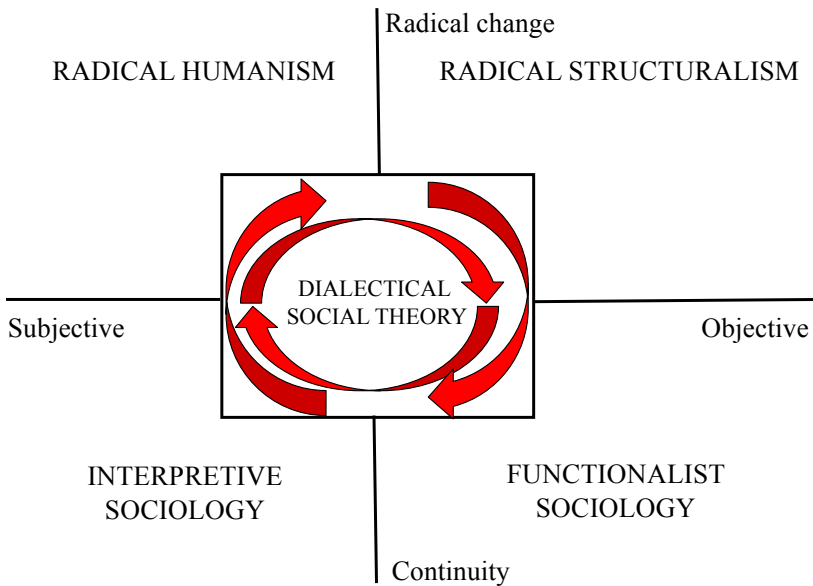 Radical change
RADICAL HUMANISM
RADICAL STRUCTURALISM
DIALECTICAL
SOCIAL THEORY
Subjective
Objective
INTERPRETIVE
SOCIOLOGY
FUNCTIONALIST
SOCIOLOGY
Continuity